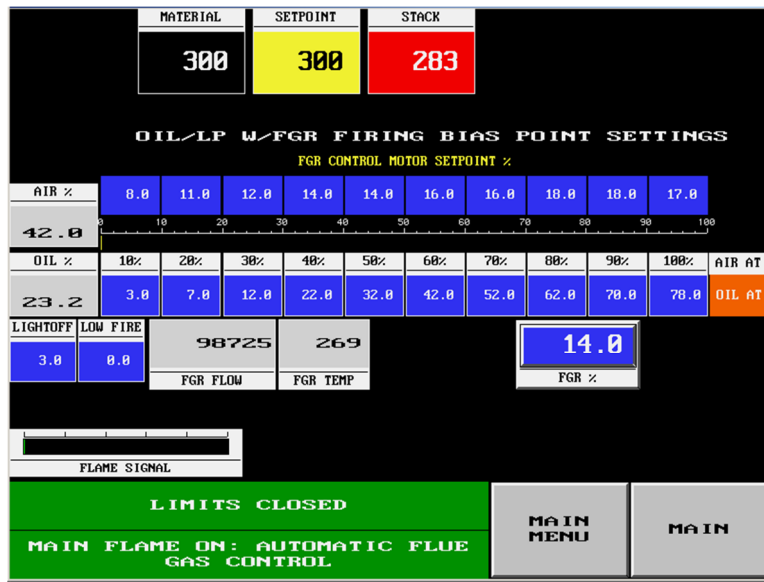 MATERIAL SETPOINT STACK
300 300 283
OIL/LP W/FGR FIRING BIAS POINT SETTINGS
FGR CONTROL MOTOR SETPOINT %
AIR % 8.0 11.0 12.0 14.0 14.0 16.0 16.0 18.0 18.0 17.0
42.0 0 10 20 30 40 50 60 70 80 90 100
OIL % 10% 20% 30% 40% 50% 60% 70% 80% 90% 100% AIR AT
23.2 3.0 7.0 12.0 22.0 32.0 42.0 52.0 62.0 70.0 78.0 OIL AT
LIGHTOFF LOW FIRE 98725 269 14.0
3.0 0.0 FGR FLOW FGR TEMP FGR %
FLAME SIGNAL
LIMITS CLOSED
MAIN FLAME ON: AUTOMATIC FLUE
GAS CONTROL
MAIN
MENU
MAIN